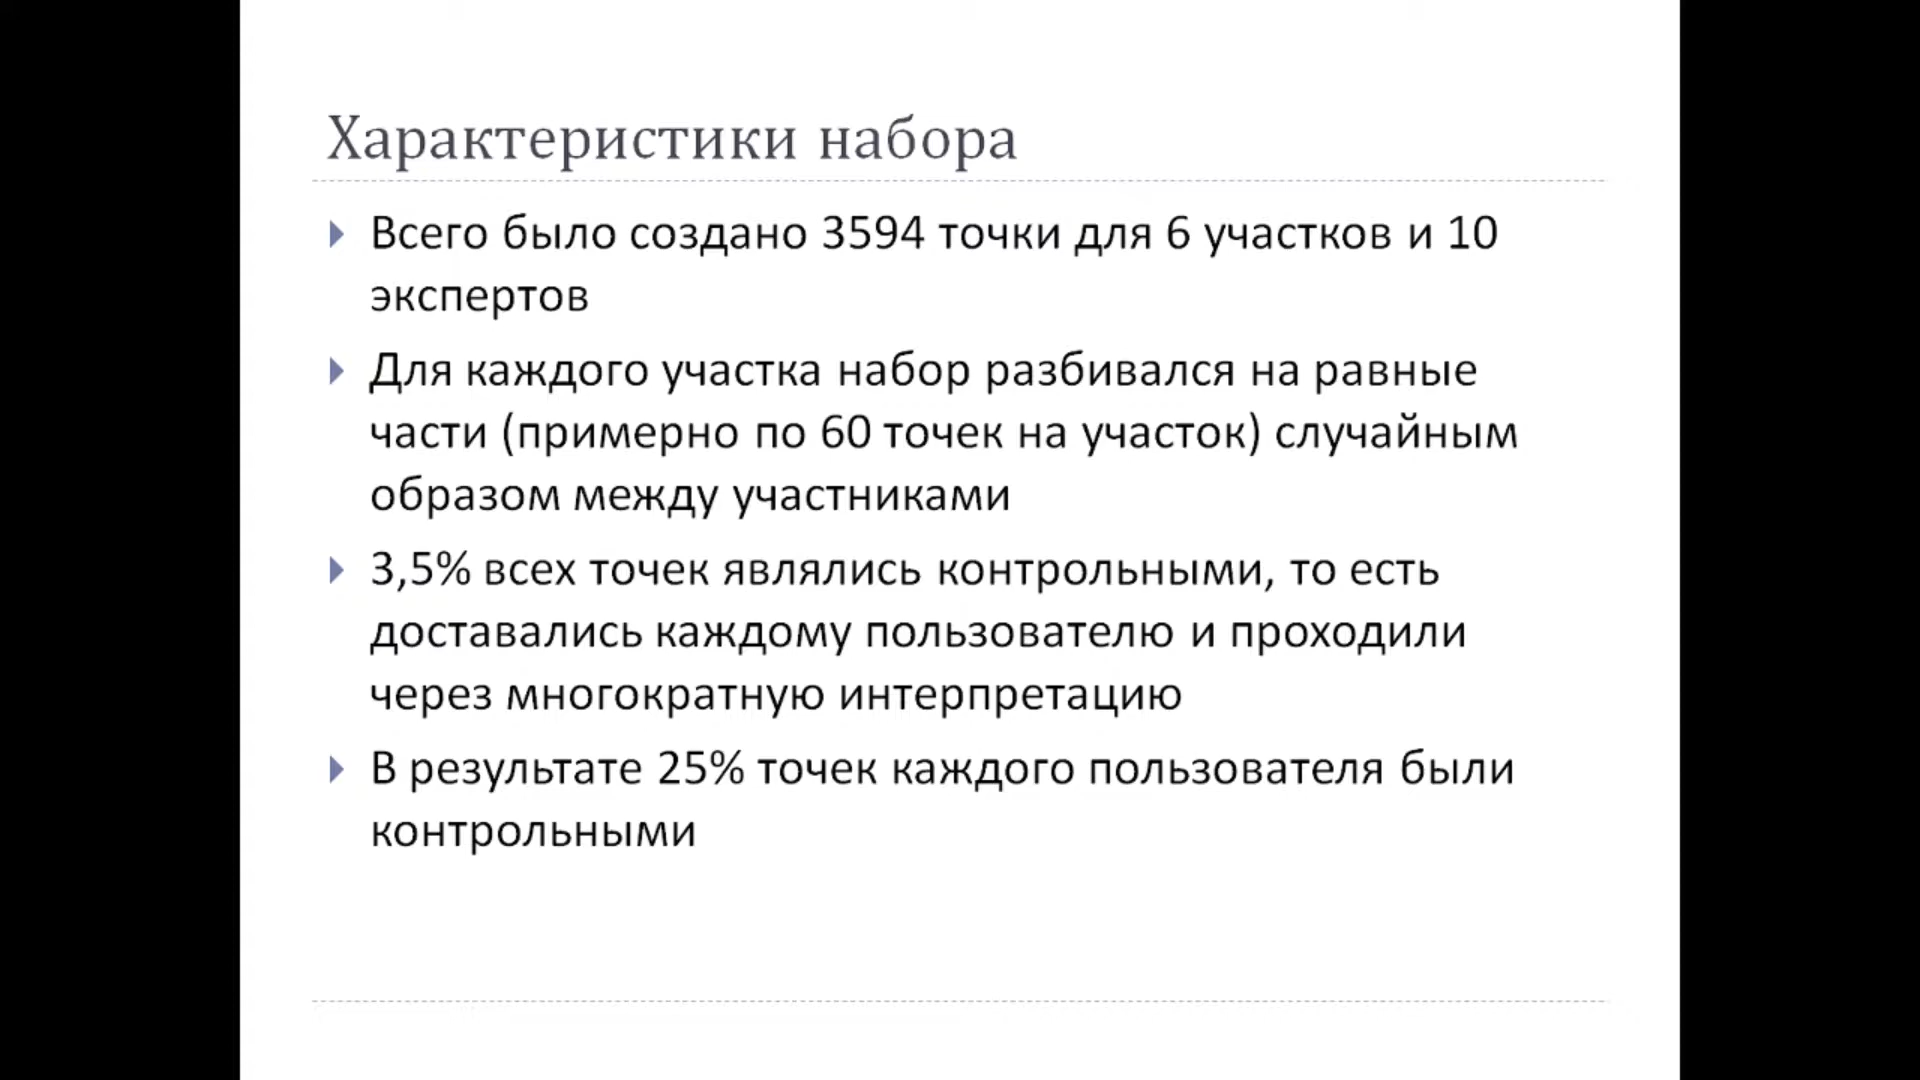 Характеристики набора
Всего было создано 3594 точки для 6 участков и 10
экспертов
Для каждого участка набор разбивался на равные
части (примерно по 60 точек на участок) случайным
образом между участниками
3,5% всех точек являлись контрольными, то есть
доставались каждому пользователю и проходили
через многократную интерпретацию
В результате 25% точек каждого пользователя были
контрольными